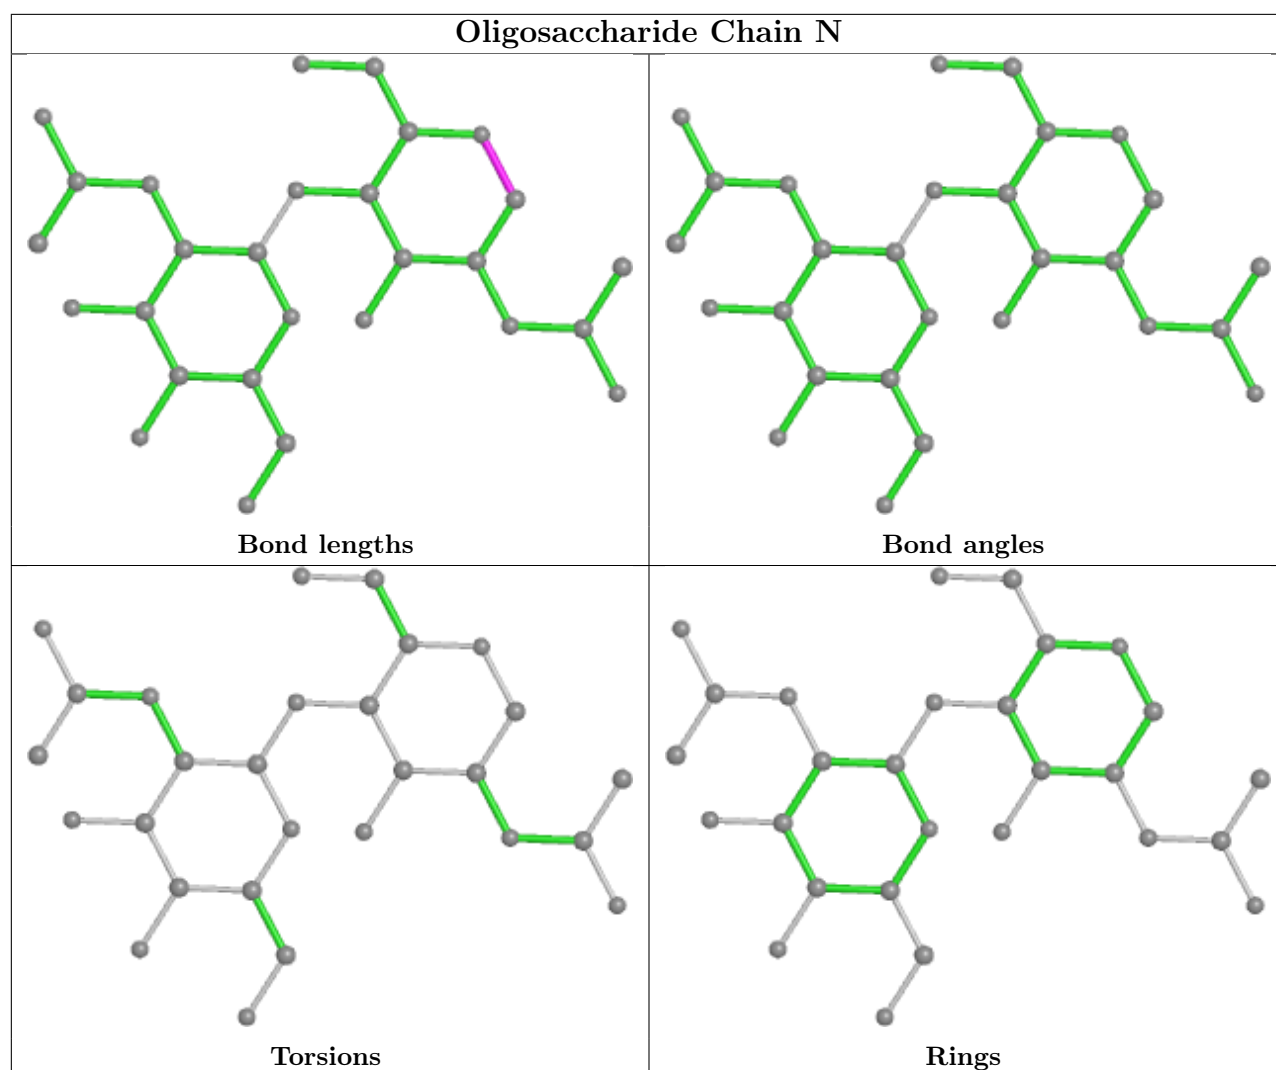 Oligosaccharide Chain N
Bond lengths
Bond angles
Torsions
Rings